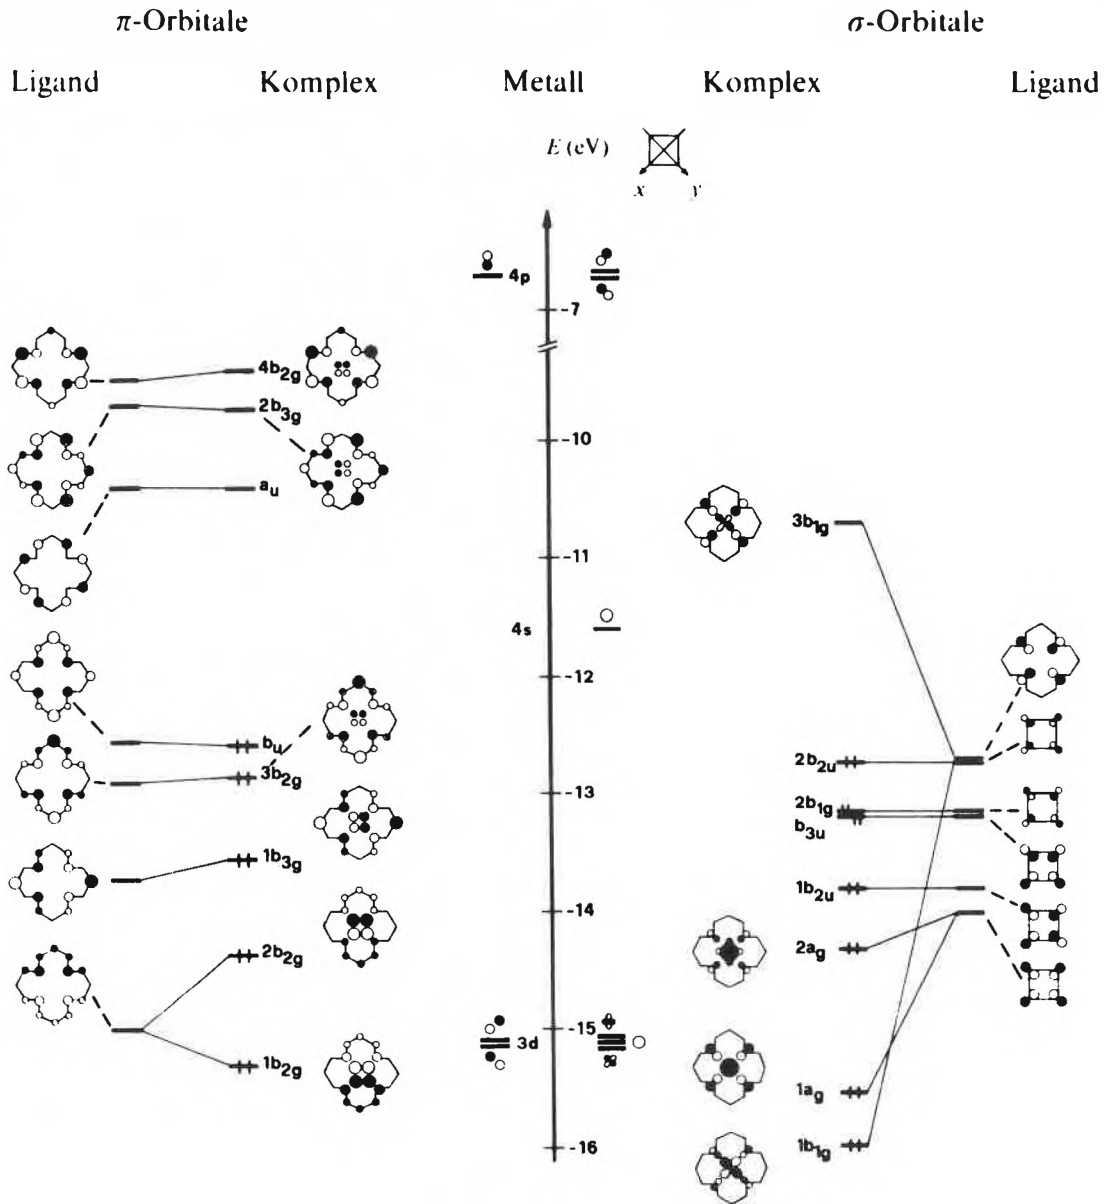 π-Orbitale
σ-Orbitale
Ligand
Komplex
Metall
Komplex
Ligand
E (eV)
x
y
4p
-7
4b2g
2b3g
au
-10
-11
3b1g
4s
-12
bu
3b2g
2b2u
-13
2b1g
b3u
1b3g
1b2u
-14
2b2g
2ag
-15
3d
1b2g
1ag
-16
1b1g